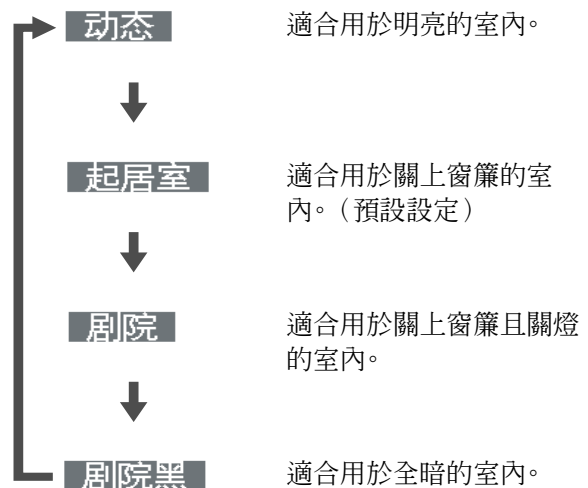 动态
適合用於明亮的室內。
起居室
適合用於關上窗簾的室
內。（預設設定）
剧院
適合用於關上窗簾且關燈
的室內。
剧院黑
適合用於全暗的室內。